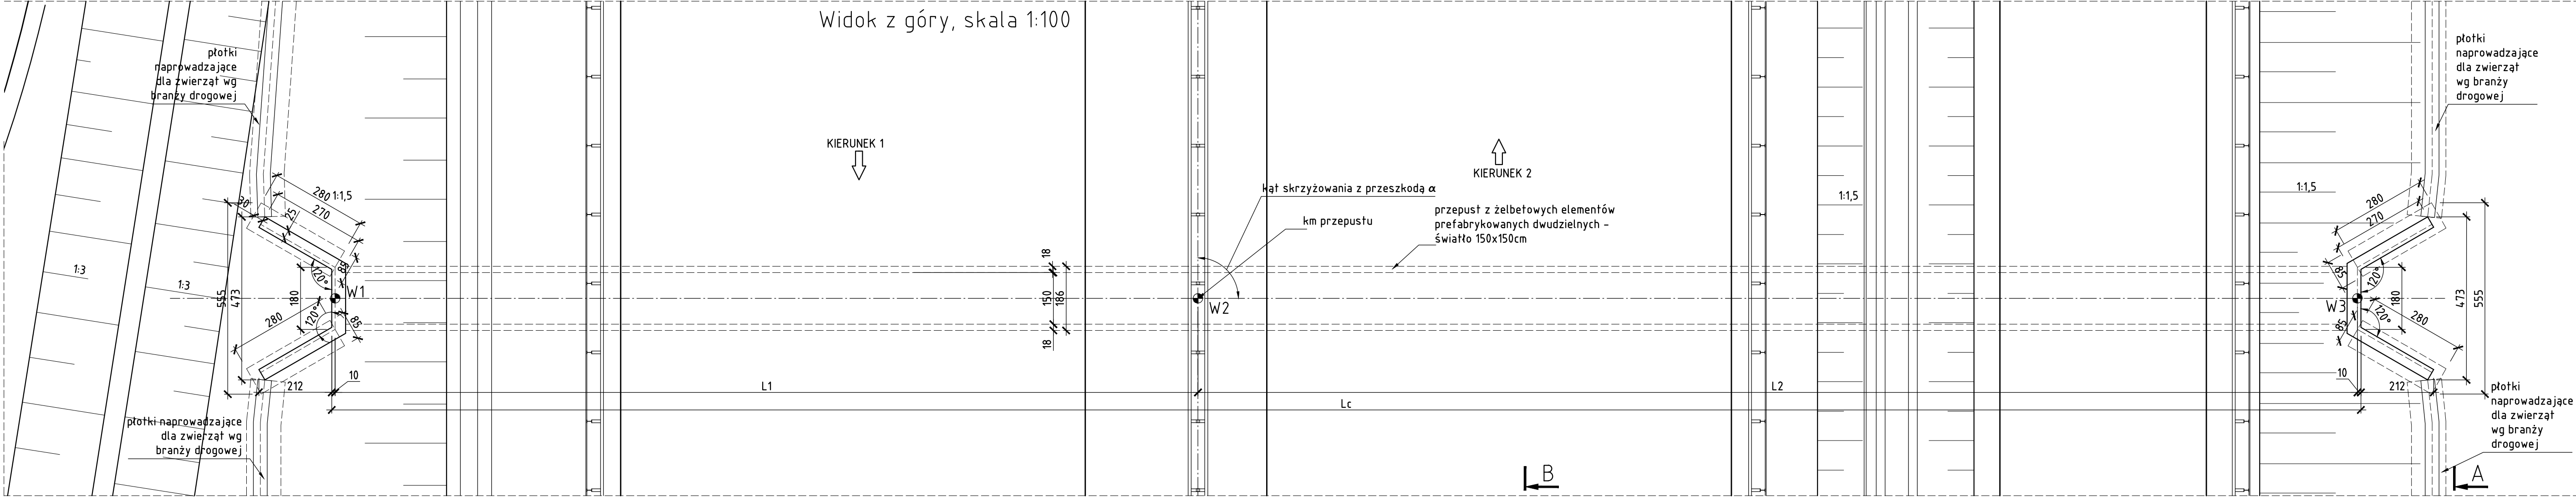 Widok z góry, skala 1:100
płotki
naprowadzające
dla zwierząt wg
branży drogowej
płotki
naprowadzające
dla zwierząt
wg branży
drogowej
KIERUNEK 1
KIERUNEK 2
kąt skrzyżowania z przeszkodą α
km przepustu
przepust z żelbetowych elementów
prefabrykowanych dwudzielnych -
światło 150x150cm
280
1:1,5
270
30
25
85
120°
180
555
473
1:3
1:3
W1
120°
85
280
212
10
18
150
186
18
W2
L1
Lc
L2
1:1,5
1:1,5
280
270
85
120°
180
W3
85
120°
280
473
555
10
212
płotki naprowadzające
dla zwierząt wg
branży drogowej
płotki
naprowadzające
dla zwierząt
wg branży
drogowej
B
A